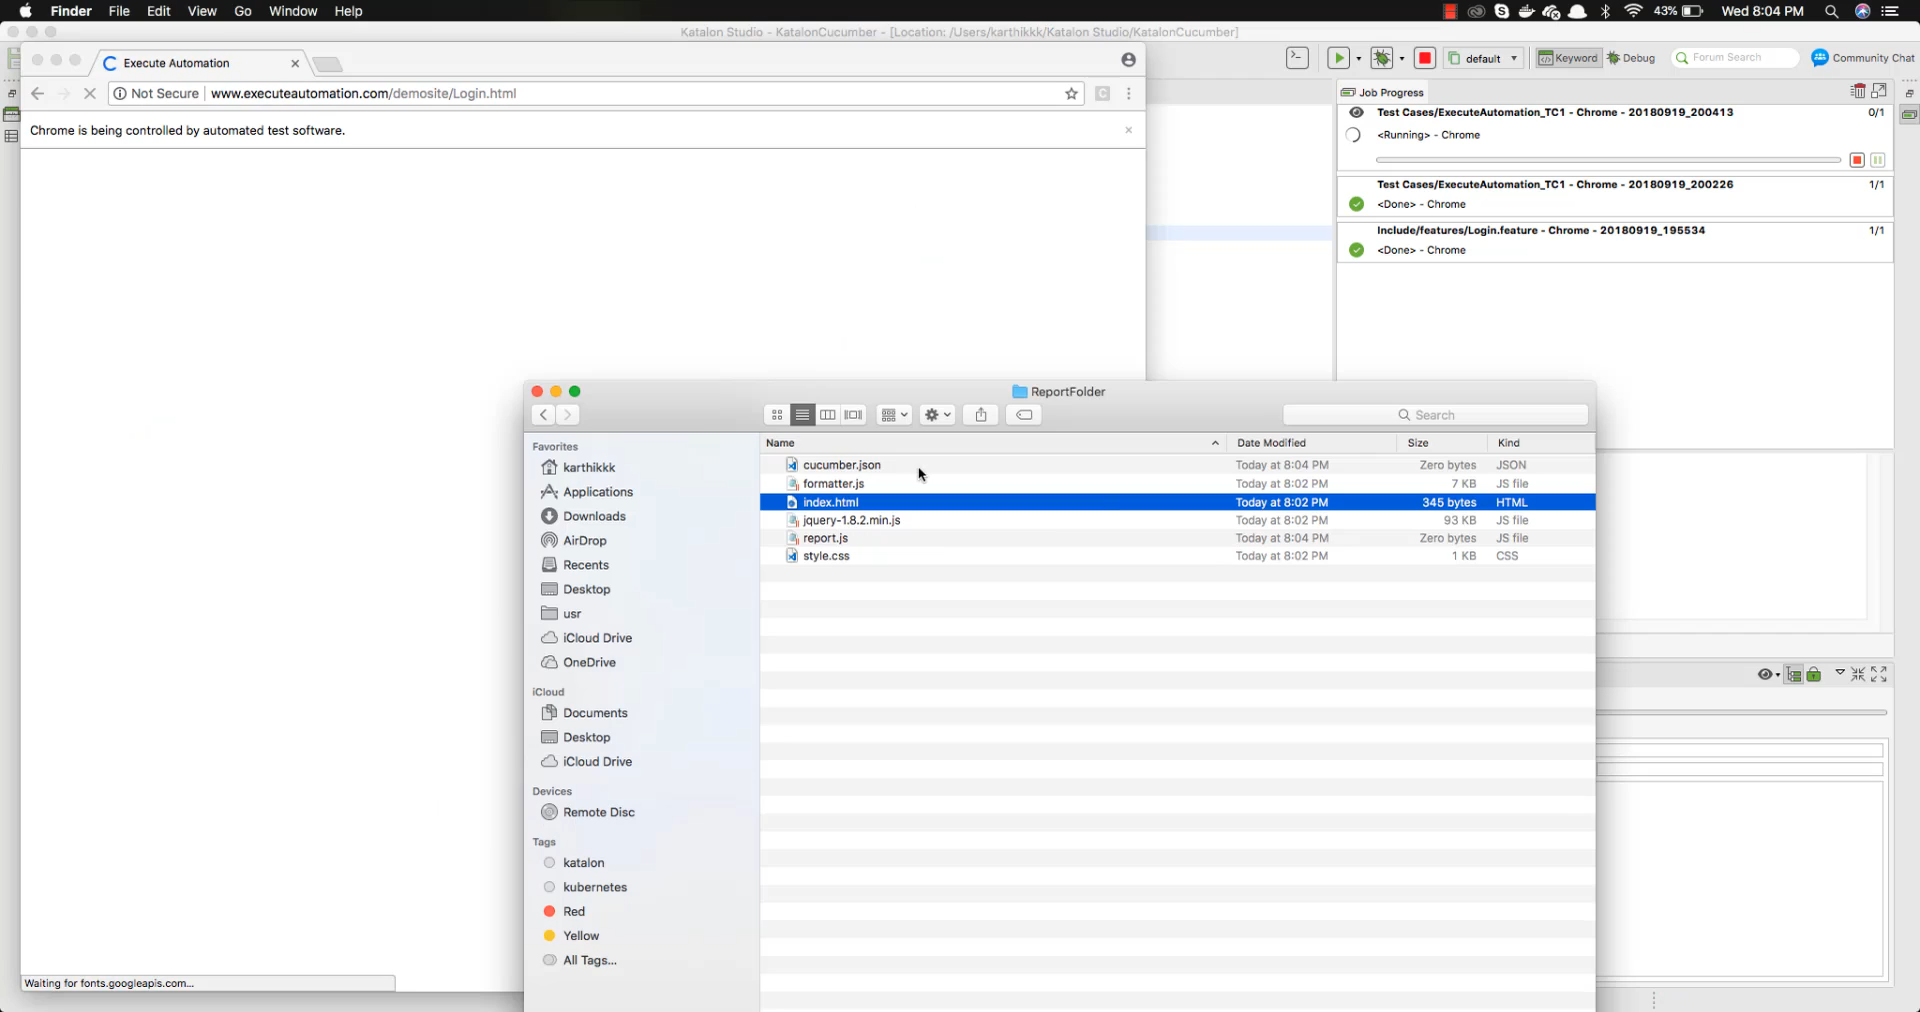 Finder File Edit View Go Window Help
43% Wed 8:04 PM
Katalon Studio - KatalonCucumber - [Location: /Users/karthikkk/Katalon Studio/KatalonCucumber]
Execute Automation
default
Keyword
Debug
Forum Search
Community Chat
Not Secure | www.executeautomation.com/demosite/Login.html
Chrome is being controlled by automated test software.
Job Progress
Test Cases/ExecuteAutomation_TC1 - Chrome - 20180919_200413 0/1
<Running> - Chrome
Test Cases/ExecuteAutomation_TC1 - Chrome - 20180919_200226 1/1
<Done> - Chrome
Include/features/Login.feature - Chrome - 20180919_195534 1/1
<Done> - Chrome
ReportFolder
Search
Favorites
karthikkk
Applications
Downloads
AirDrop
Recents
Desktop
usr
iCloud Drive
OneDrive
iCloud
Documents
Desktop
iCloud Drive
Devices
Remote Disc
Tags
katalon
kubernetes
Red
Yellow
All Tags...
Name Date Modified Size Kind
cucumber.json Today at 8:04 PM Zero bytes JSON
formatter.js Today at 8:02 PM 7 KB JS file
index.html Today at 8:02 PM 345 bytes HTML
jquery-1.8.2.min.js Today at 8:02 PM 93 KB JS file
report.js Today at 8:04 PM Zero bytes JS file
style.css Today at 8:02 PM 1 KB CSS
Waiting for fonts.googleapis.com...